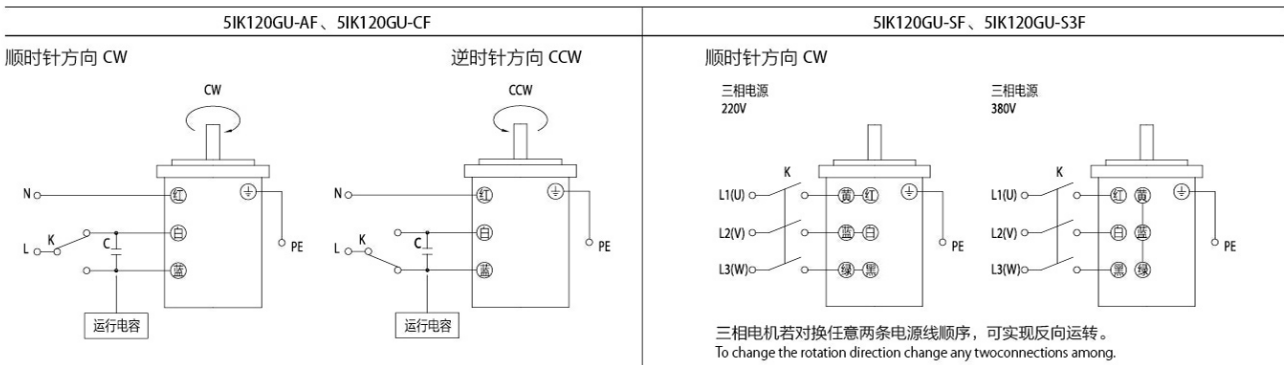 5IK120GU-AF、5IK120GU-CF
5IK120GU-SF、5IK120GU-S3F
顺时针方向 CW
逆时针方向 CCW
顺时针方向 CW
CW
CCW
三相电源
220V
三相电源
380V
N
红
白
蓝
L
K
C
PE
运行电容
N
红
白
蓝
L
K
C
PE
运行电容
K
L1(U)
黄 红
L2(V)
蓝 白
L3(W)
绿 黑
PE
K
L1(U)
红 黄
L2(V)
白 蓝
L3(W)
黑 绿
PE
三相电机若对换任意两条电源线顺序，可实现反向运转。
To change the rotation direction change any twoconnections among.